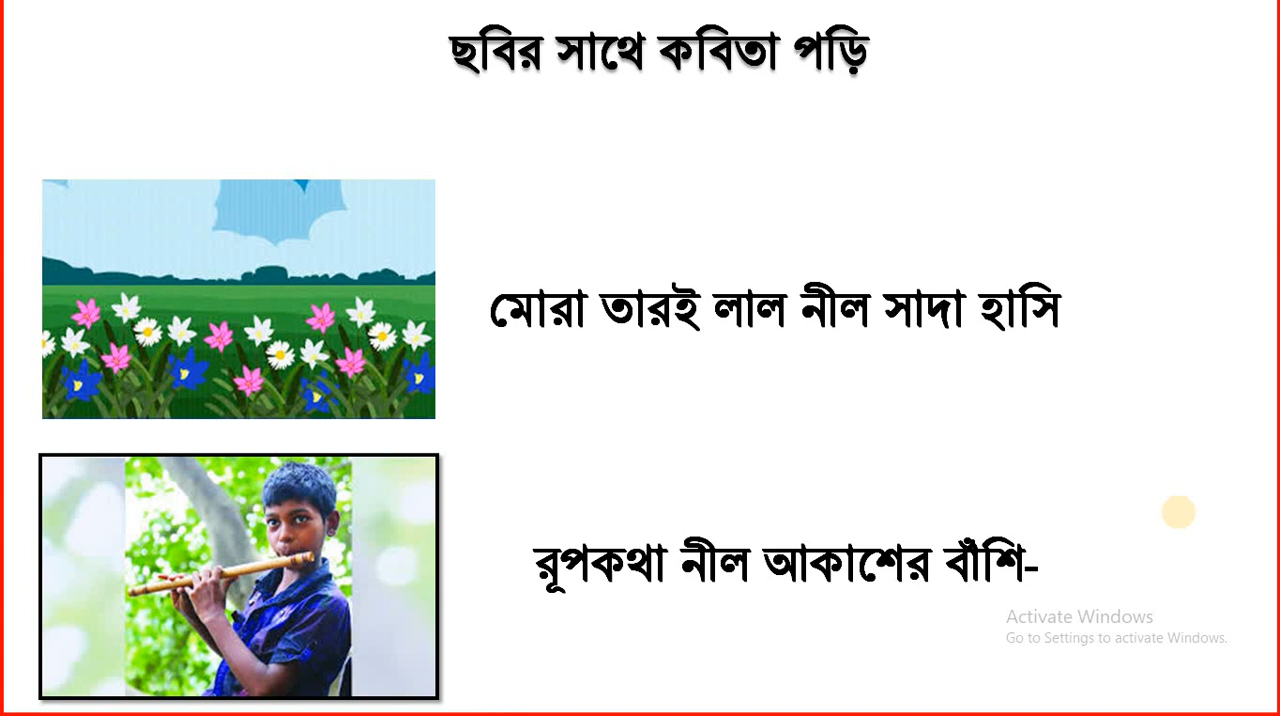 ছবির সাথে কবিতা পড়ি
মোরা তারই লাল নীল সাদা হাসি
রূপকথা নীল আকাশের বাঁশি-
Activate Windows
Go to Settings to activate Windows.